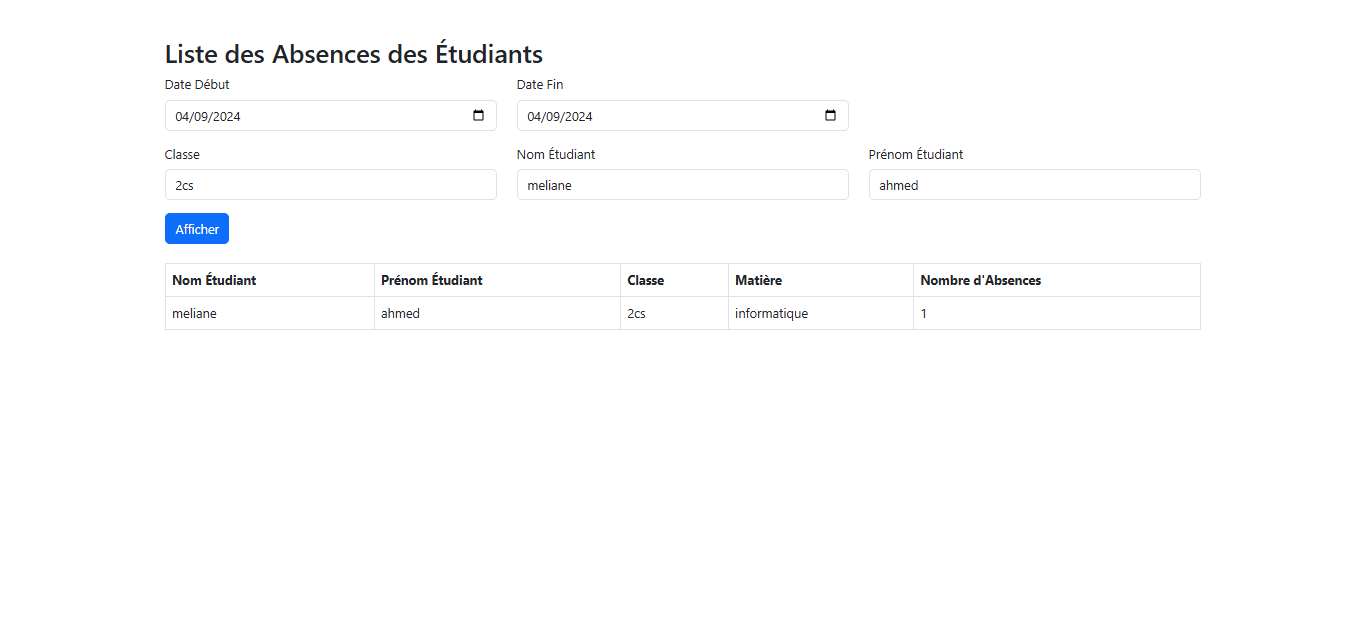 Liste des Absences des Étudiants
Date Début Date Fin
04/09/2024 04/09/2024
Classe Nom Étudiant Prénom Étudiant
2cs meliane ahmed
Afficher
Nom Étudiant Prénom Étudiant Classe Matière Nombre d'Absences
meliane ahmed 2cs informatique 1